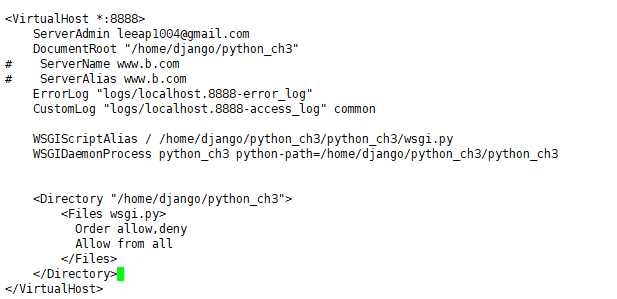 <VirtualHost *:8888>
    ServerAdmin leeap1004@gmail.com
    DocumentRoot "/home/django/python_ch3"
#    ServerName www.b.com
#    ServerAlias www.b.com
    ErrorLog "logs/localhost.8888-error_log"
    CustomLog "logs/localhost.8888-access_log" common
    WSGIScriptAlias / /home/django/python_ch3/python_ch3/wsgi.py
    WSGIDaemonProcess python_ch3 python-path=/home/django/python_ch3/python_ch3
    <Directory "/home/django/python_ch3">
        <Files wsgi.py>
          Order allow,deny
          Allow from all
        </Files>
    </Directory>
</VirtualHost>